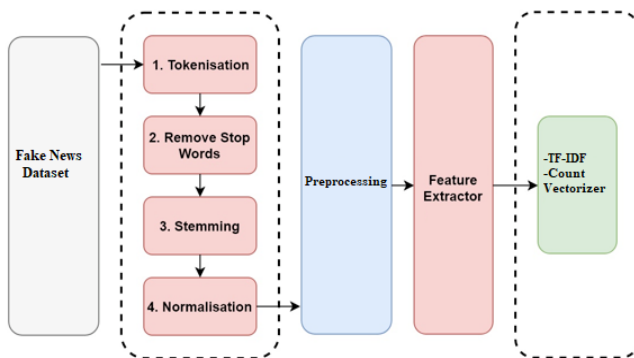 Fake News
Dataset
1. Tokenisation
2. Remove Stop
Words
3. Stemming
4. Normalisation
Preprocessing
Feature
Extractor
-TF-IDF
-Count
Vectorizer